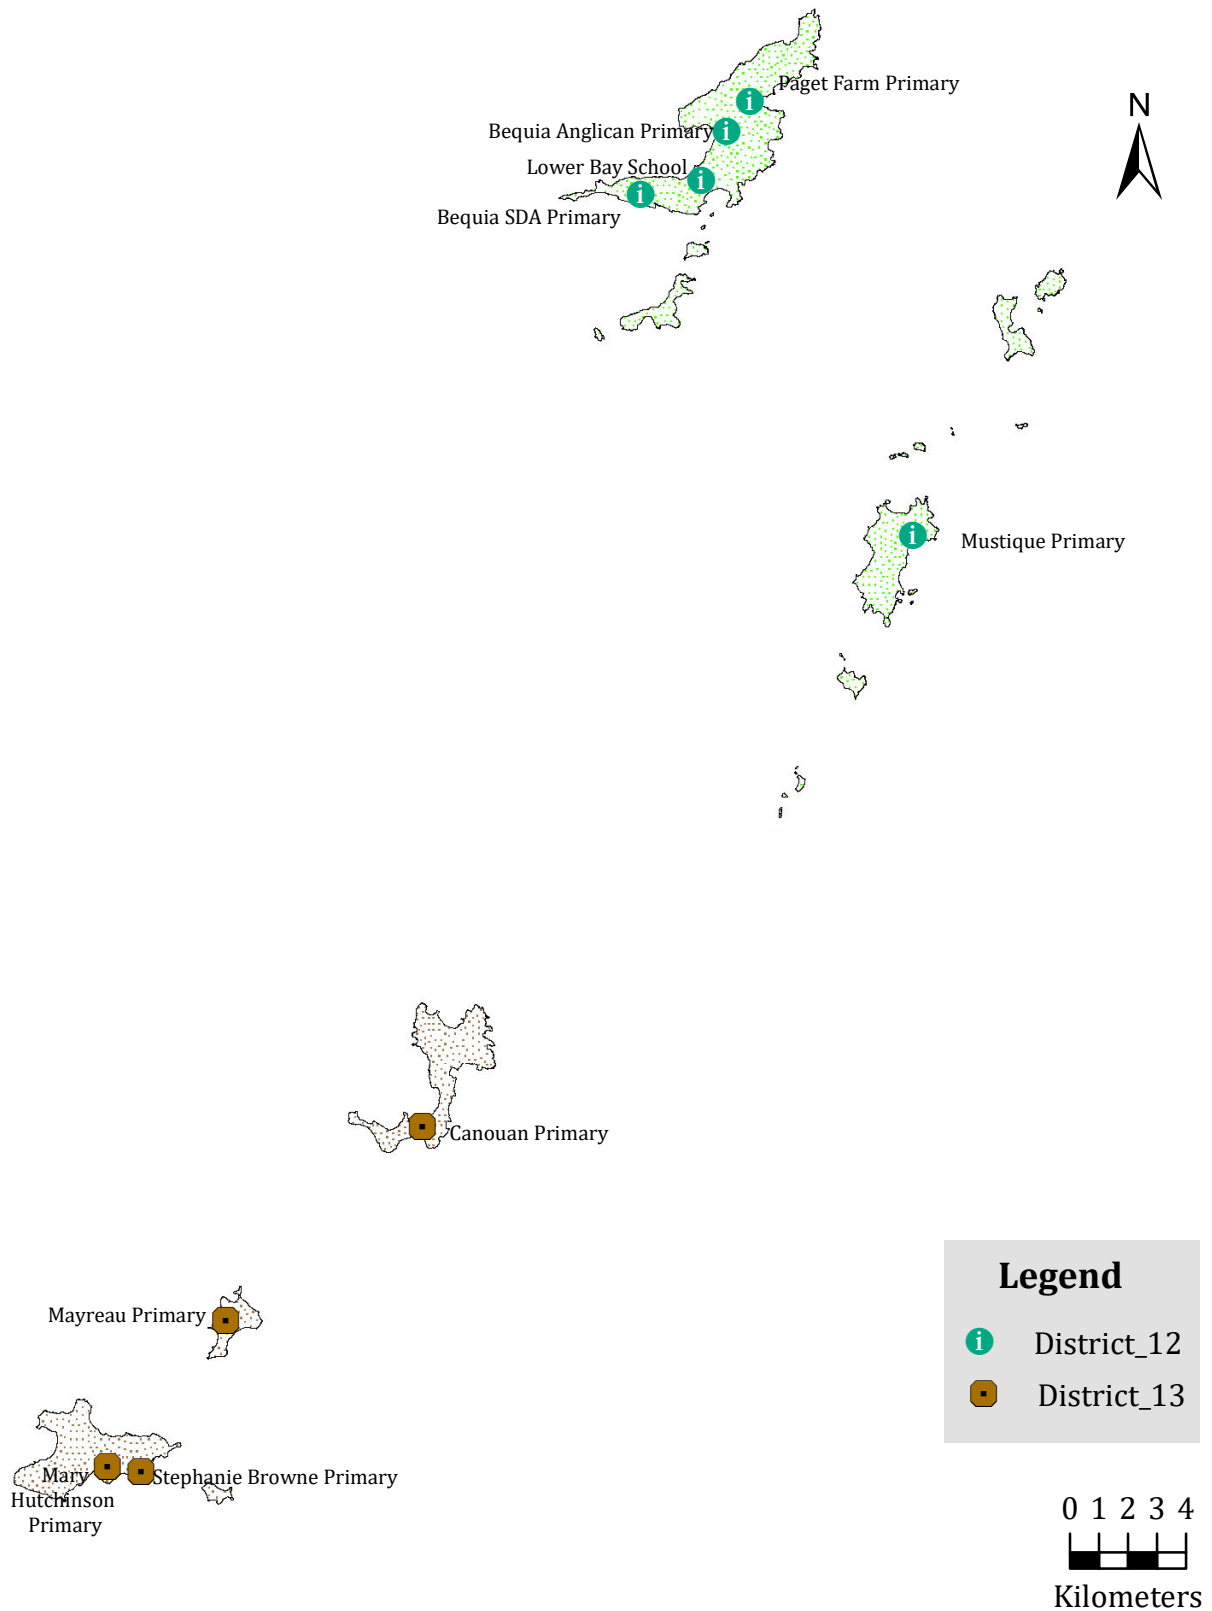 Paget Farm Primary
N
Bequia Anglican Primary
Lower Bay School
Bequia SDA Primary
Mustique Primary
Canouan Primary
Legend
Mayreau Primary
District_12
District_13
Mary
Hutchinson
Primary
Stephanie Browne Primary
0 1 2 3 4
Kilometers